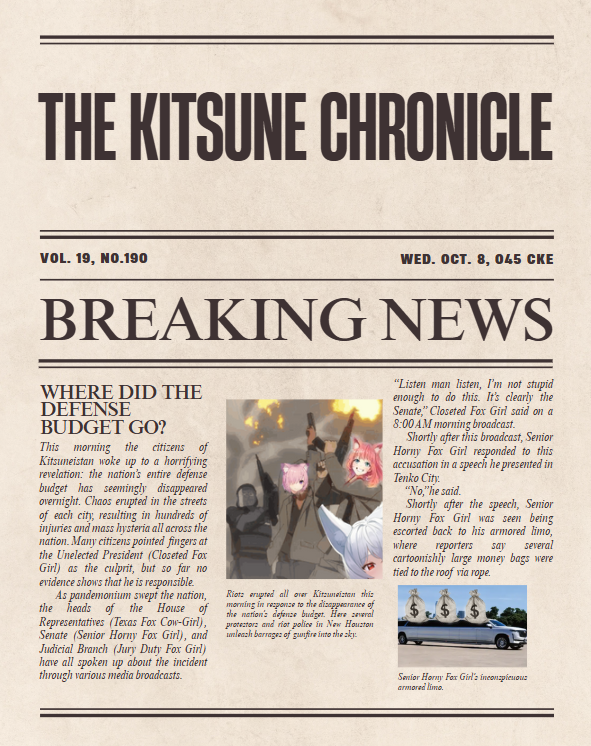 THE KITSUNE CHRONICLE
VOL. 19, NO.190
WED. OCT. 8, 045 CKE
BREAKING NEWS
WHERE DID THE
DEFENSE
BUDGET GO?
This morning the citizens of
Kitsuneistan woke up to a horrifying
revelation: the nation's entire defense
budget has seemingly disappeared
overnight. Chaos erupted in the streets
of each city, resulting in hundreds of
injuries and mass hysteria all across the
nation. Many citizens pointed fingers at
the Unelected President (Closeted Fox
Girl) as the culprit, but so far no
evidence shows that he is responsible.
As pandemonium swept the nation,
the heads of the House of
Representatives (Texas Fox Cow-Girl),
Senate (Senior Horny Fox Girl), and
Judicial Branch (Jury Duty Fox Girl)
have all spoken up about the incident
through various media broadcasts.
Riots erupted all over Kitsuneistan this
morning in response to the disappearance of
the nation's defense budget. Here several
protestors and riot police in New Houston
unleash barrages of gunfire into the sky.
“Listen man listen, I'm not stupid
enough to do this. It's clearly the
Senate,” Closeted Fox Girl said on a
8:00 AM morning broadcast.
Shortly after this broadcast, Senior
Horny Fox Girl responded to this
accusation in a speech he presented in
Tenko City.
“No,” he said.
Shortly after the speech, Senior
Horny Fox Girl was seen being
escorted back to his armored limo,
where reporters say several
cartoonishly large money bags were
tied to the roof via rope.
$ $ $
Senior Horny Fox Girl's inconspicuous
armored limo.